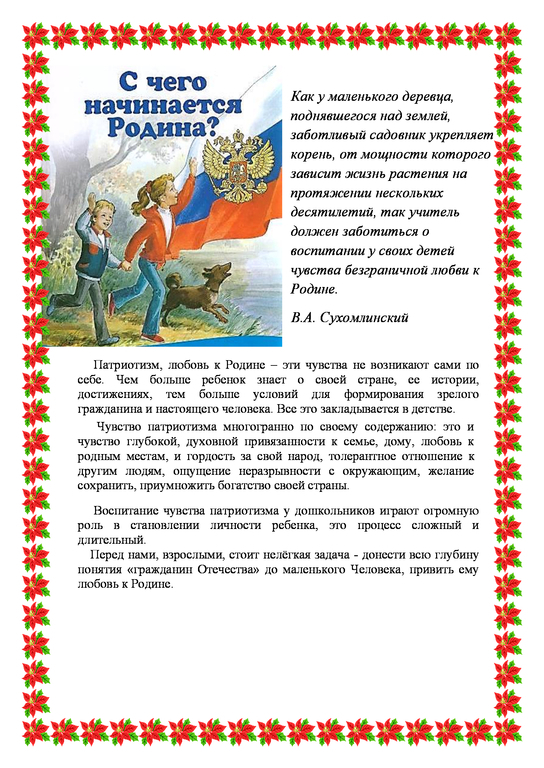 С чего
начинается
Родина?
Как у маленького деревца,
поднявшегося над землей,
заботливый садовник укрепляет
корень, от мощности которого
зависит жизнь растения на
протяжении нескольких
десятилетий, так учитель
должен заботиться о
воспитании у своих детей
чувства безграничной любви к
Родине.
В.А. Сухомлинский
Патриотизм, любовь к Родине – эти чувства не возникают сами по
себе. Чем больше ребенок знает о своей стране, ее истории,
достижениях, тем больше условий для формирования зрелого
гражданина и настоящего человека. Все это закладывается в детстве.
Чувство патриотизма многогранно по своему содержанию: это и
чувство глубокой, духовной привязанности к семье, дому, любовь к
родным местам, и гордость за свой народ, толерантное отношение к
другим людям, ощущение неразрывности с окружающим, желание
сохранить, приумножить богатство своей страны.
Воспитание чувства патриотизма у дошкольников играют огромную
роль в становлении личности ребенка, это процесс сложный и
длительный.
Перед нами, взрослыми, стоит нелёгкая задача - донести всю глубину
понятия «гражданин Отечества» до маленького Человека, привить ему
любовь к Родине.